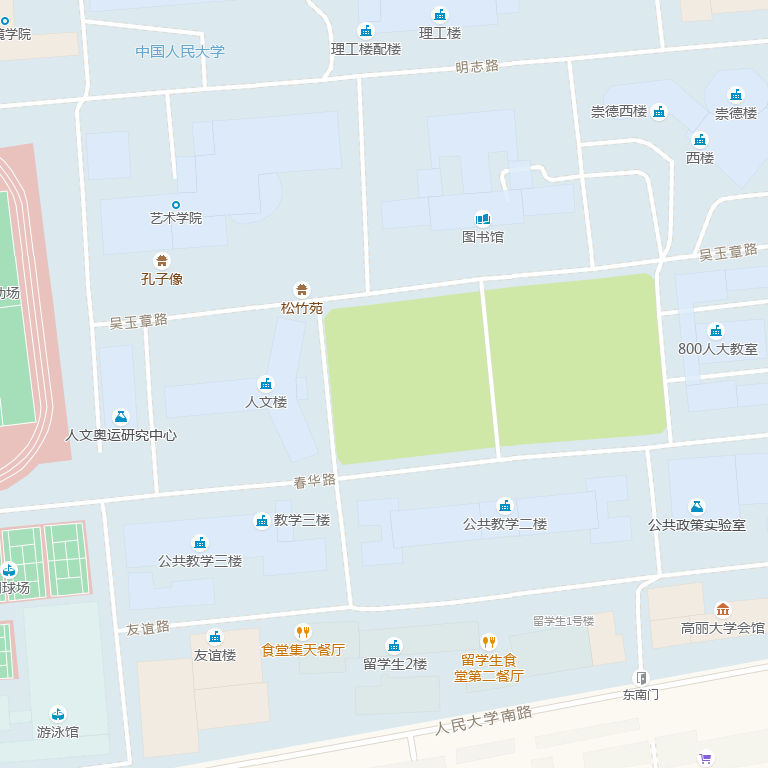 境学院
中国人民大学
理工楼配楼
理工楼
明志路
崇德西楼
崇德楼
西楼
艺术学院
图书馆
吴玉章路
孔子像
动场
松竹苑
吴玉章路
800人大教室
人文楼
人文奥运研究中心
春华路
教学三楼
公共教学二楼
公共政策实验室
公共教学三楼
球场
友谊路
留学生1号楼
高丽大学会馆
友谊楼
食堂集天餐厅
留学生2楼
留学生食
堂第二餐厅
东南门
人民大学南路
游泳馆